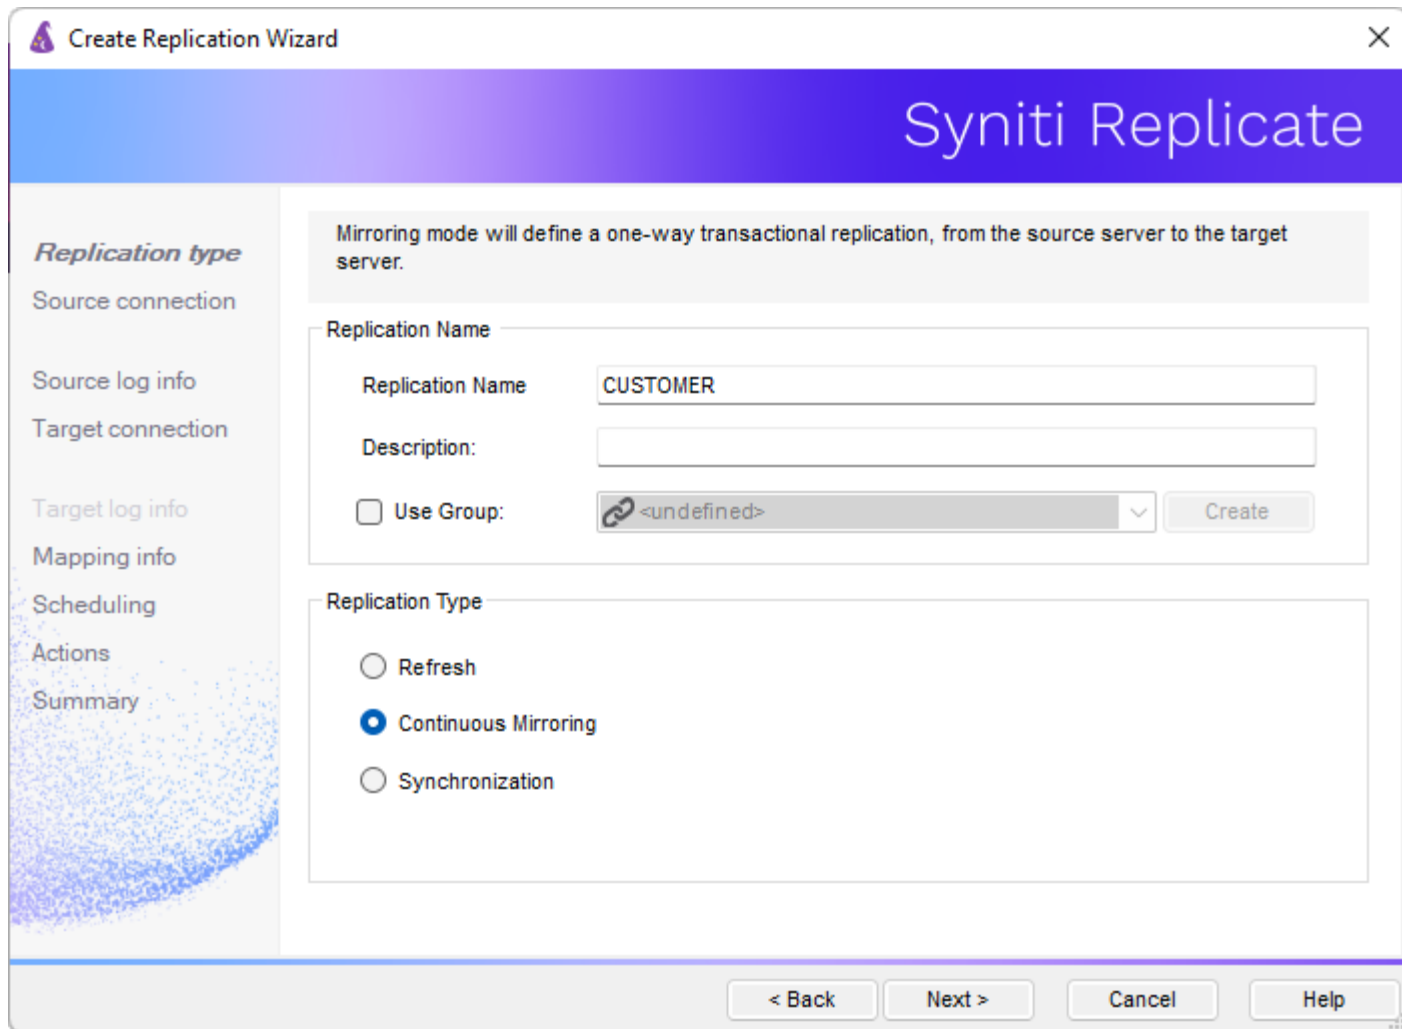 Create Replication Wizard
Syniti Replicate
Replication type
Source connection
Source log info
Target connection
Target log info
Mapping info
Scheduling
Actions
Summary
Mirroring mode will define a one-way transactional replication, from the source server to the target
server.
Replication Name
Replication Name CUSTOMER
Description:
Use Group: <undefined> Create
Replication Type
Refresh
Continuous Mirroring
Synchronization
< Back Next > Cancel Help